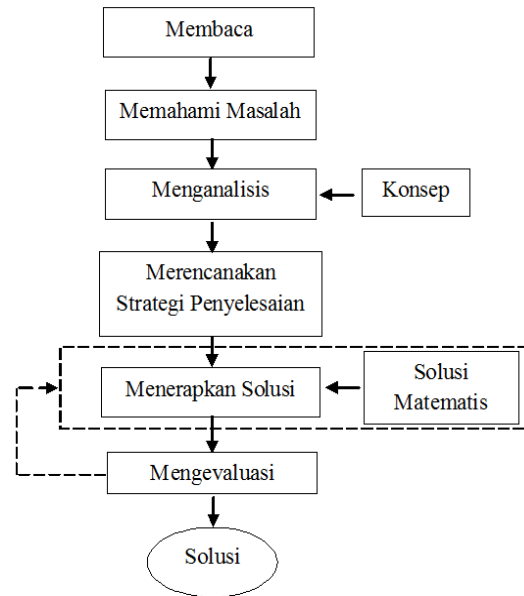 Membaca
Memahami Masalah
Menganalisis
Konsep
Merencanakan
Strategi Penyelesaian
Menerapkan Solusi
Solusi
Matematis
Mengevaluasi
Solusi